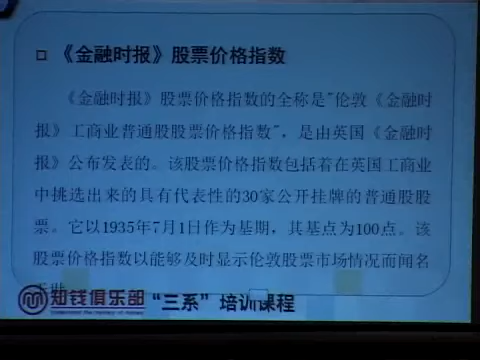 □ 《金融时报》股票价格指数
《金融时报》股票价格指数的全称是"伦敦《金融时
报》工商业普通股股票价格指数"，是由英国《金融时
报》公布发表的。该股票价格指数包括着在英国工商业
中挑选出来的具有代表性的30家公开挂牌的普通股股
票。它以1935年7月1日作为基期，其基点为100点。该
股票价格指数以能够及时显示伦敦股票市场情况而闻名
知钱俱乐部 "三系"培训课程